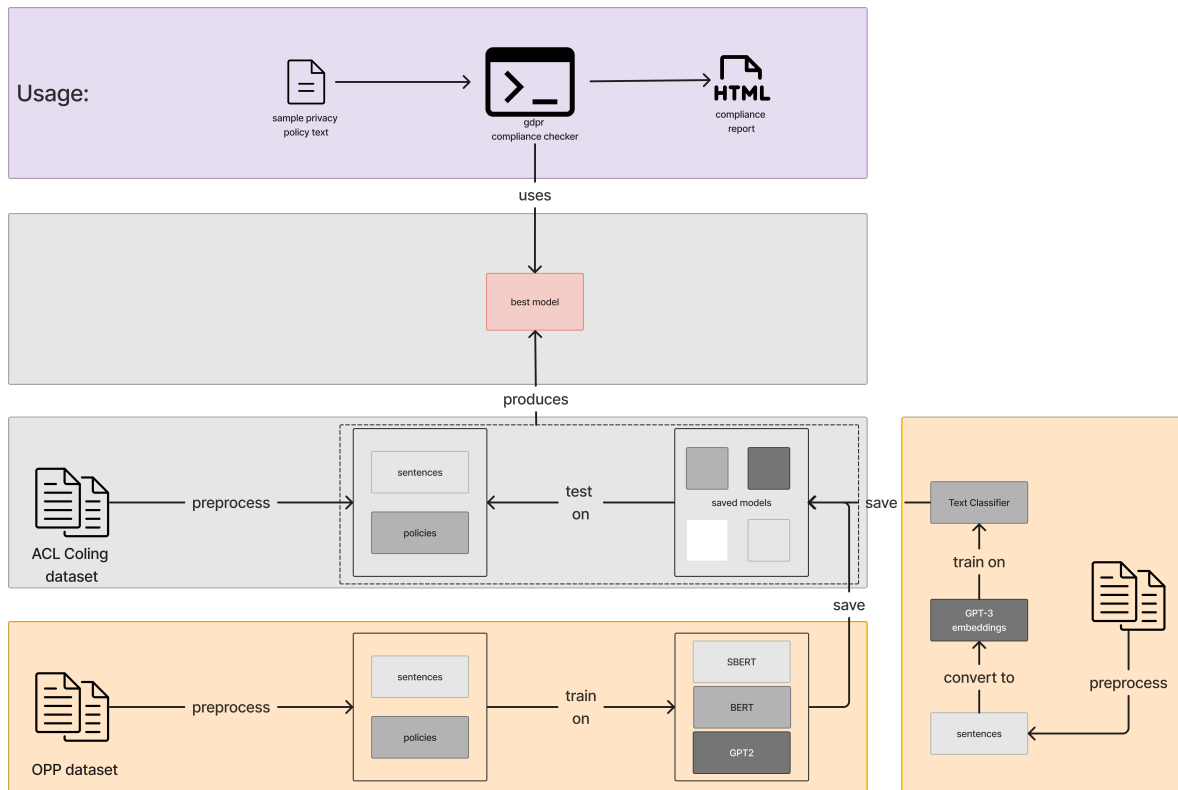 Usage:
sample privacy
policy text
gdpr
compliance checker
HTML
compliance
report
uses
best model
produces
ACL Coling
dataset
preprocess
sentences
policies
test
on
saved models
save
Text Classifier
train on
GPT-3
embeddings
convert to
sentences
preprocess
save
OPP dataset
preprocess
sentences
policies
train
on
SBERT
BERT
GPT2